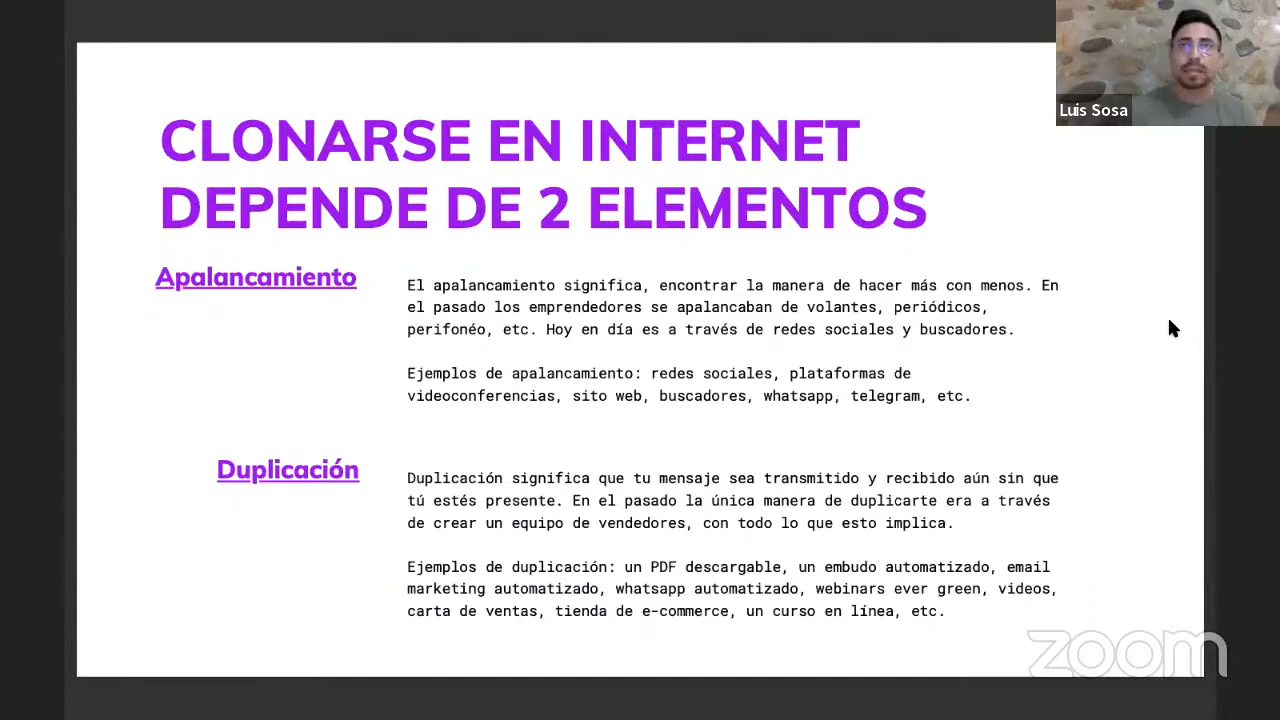 Luis Sosa
CLONARSE EN INTERNET
DEPENDE DE 2 ELEMENTOS
Apalancamiento
El apalancamiento significa, encontrar la manera de hacer más con menos. En
el pasado los emprendedores se apalancaban de volantes, periódicos,
perifonéo, etc. Hoy en día es a través de redes sociales y buscadores.
Ejemplos de apalancamiento: redes sociales, plataformas de
videoconferencias, sito web, buscadores, whatsapp, telegram, etc.
Duplicación
Duplicación significa que tu mensaje sea transmitido y recibido aún sin que
tú estés presente. En el pasado la única manera de duplicarte era a través
de crear un equipo de vendedores, con todo lo que esto implica.
Ejemplos de duplicación: un PDF descargable, un embudo automatizado, email
marketing automatizado, whatsapp automatizado, webinars ever green, videos,
carta de ventas, tienda de e-commerce, un curso en línea, etc.
zoom